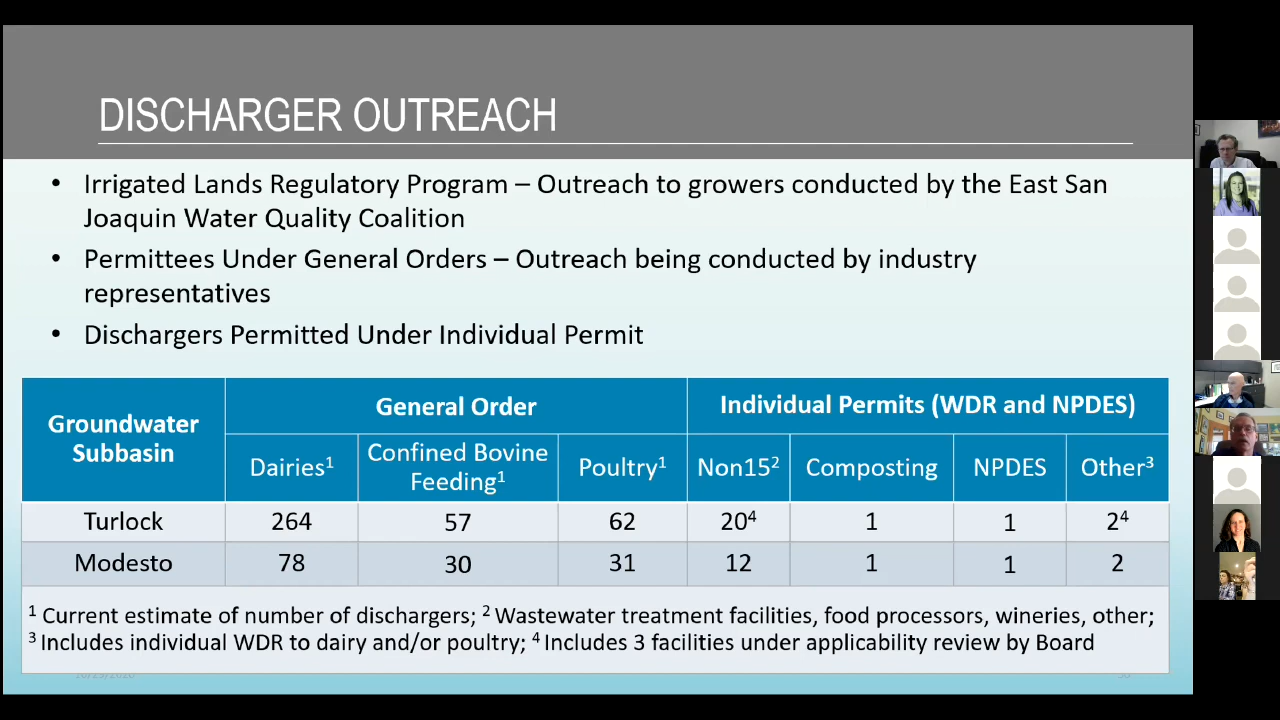 DISCHARGER OUTREACH
• Irrigated Lands Regulatory Program – Outreach to growers conducted by the East San
Joaquin Water Quality Coalition
• Permittees Under General Orders – Outreach being conducted by industry
representatives
• Dischargers Permitted Under Individual Permit
Groundwater Subbasin General Order Individual Permits (WDR and NPDES)
Dairies¹ Confined Bovine Feeding¹ Poultry¹ Non15² Composting NPDES Other³
Turlock 264 57 62 20⁴ 1 1 2⁴
Modesto 78 30 31 12 1 1 2
¹ Current estimate of number of dischargers; ² Wastewater treatment facilities, food processors, wineries, other;
³ Includes individual WDR to dairy and/or poultry; ⁴ Includes 3 facilities under applicability review by Board